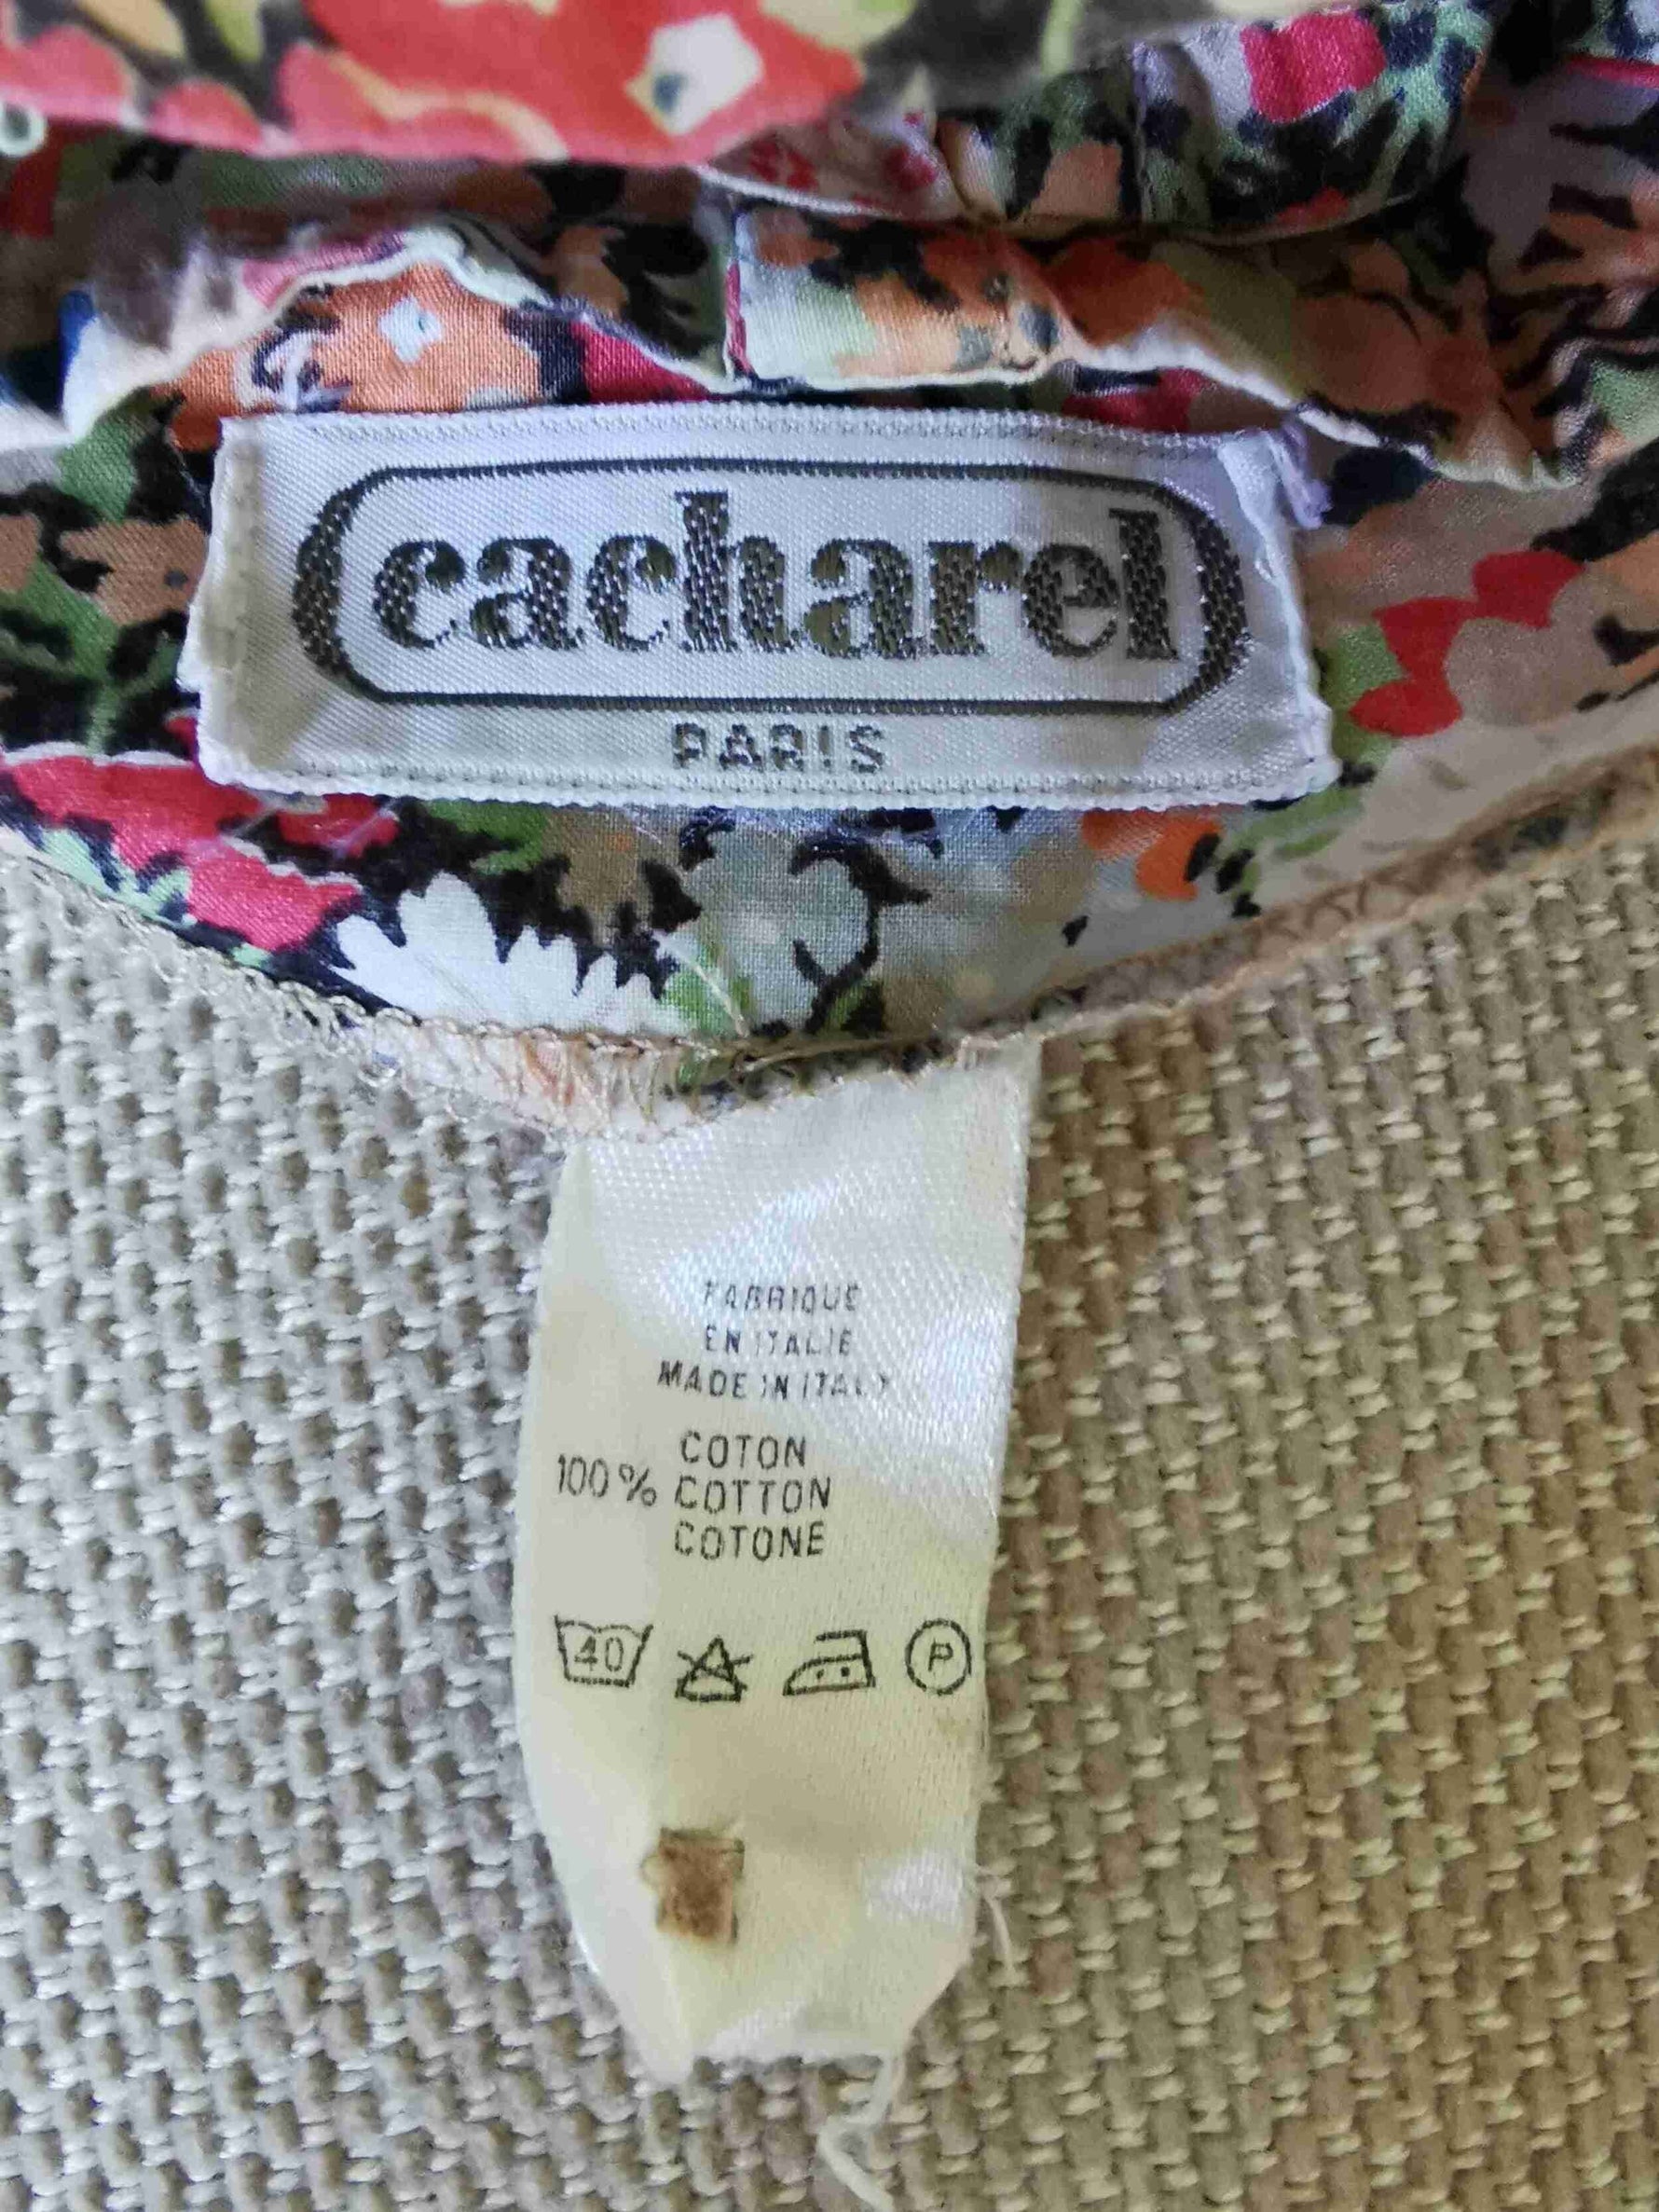 cacharel
PARIS
FABRIQUE
EN ITALIE
MADE IN ITALY
COTON
100% COTTON
COTONE
40 P